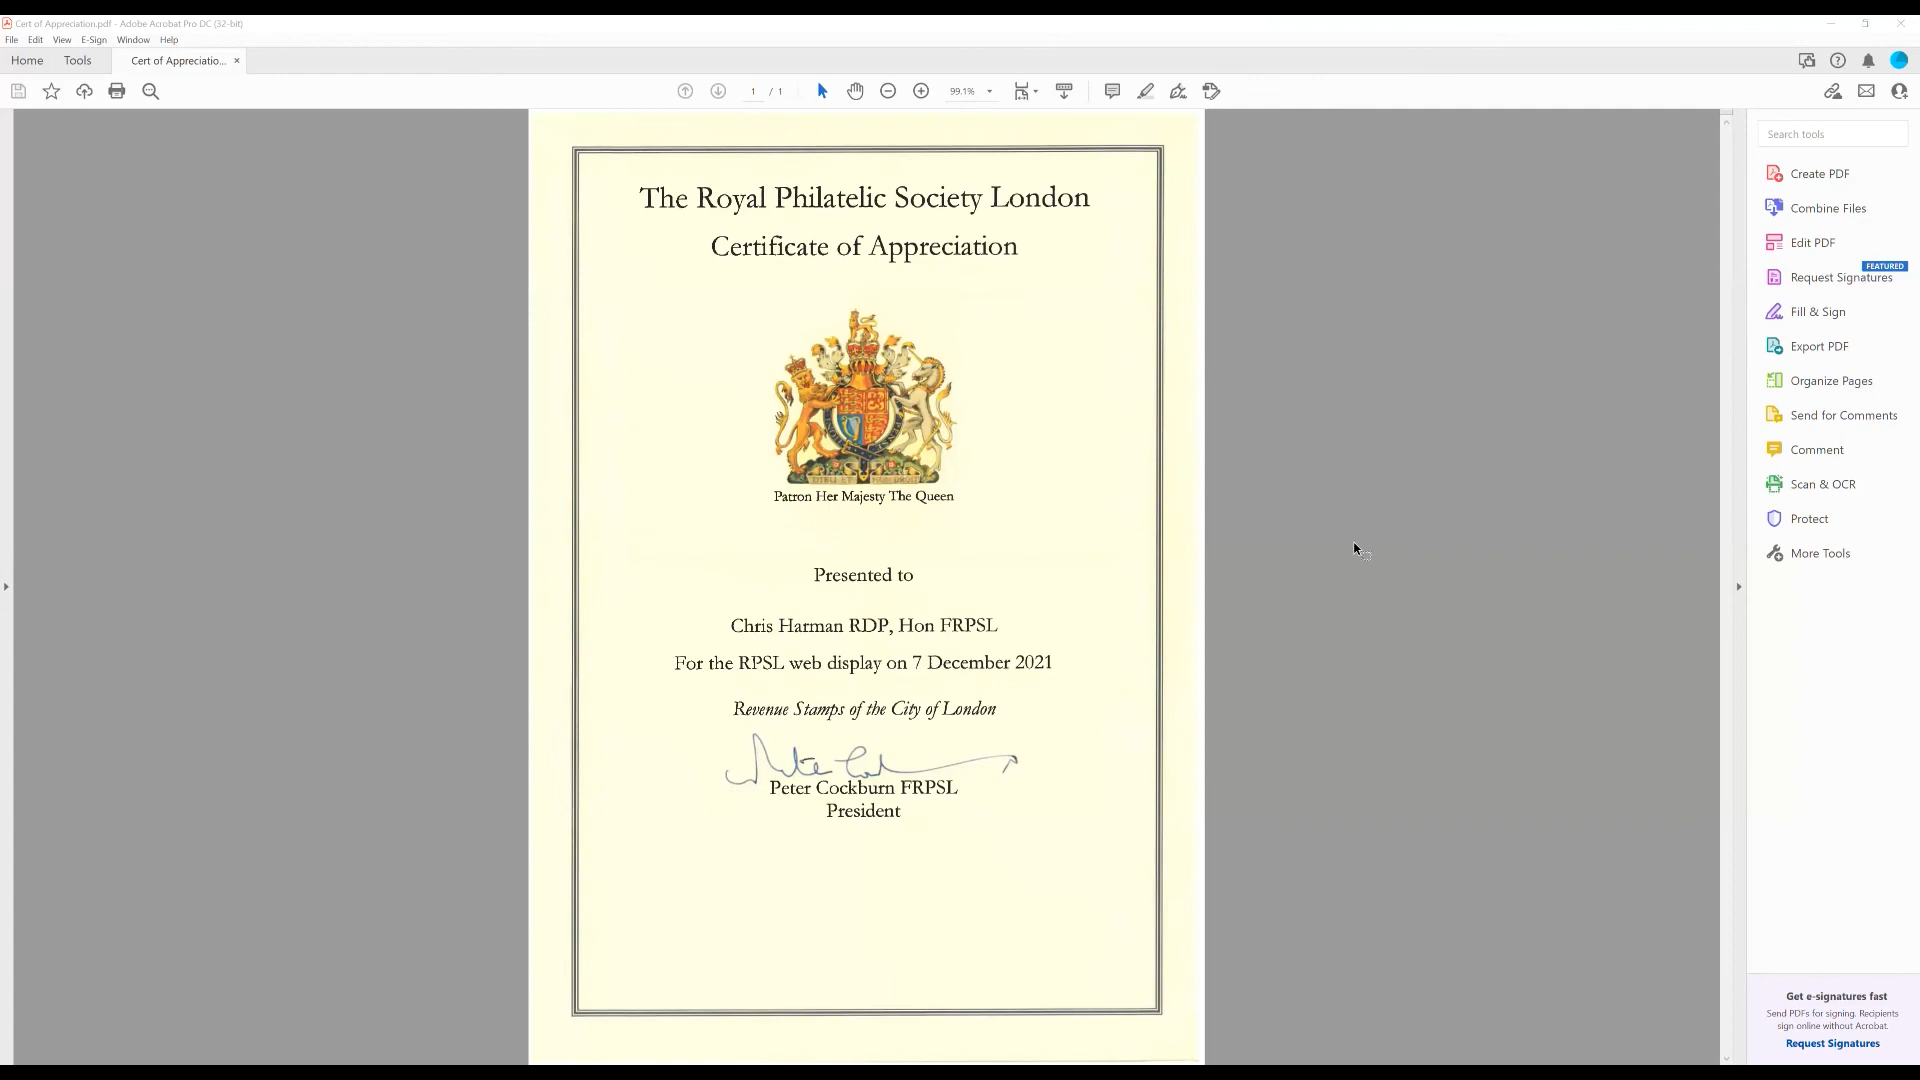 Cert of Appreciation.pdf - Adobe Acrobat Pro DC (32-bit)
File Edit View E-Sign Window Help
Home Tools Cert of Appreciatio... ×
1 / 1 99.1%
Search tools
Create PDF
Combine Files
Edit PDF
FEATURED
Request Signatures
Fill & Sign
Export PDF
Organize Pages
Send for Comments
Comment
Scan & OCR
Protect
More Tools
The Royal Philatelic Society London
Certificate of Appreciation
Patron Her Majesty The Queen
Presented to
Chris Harman RDP, Hon FRPSL
For the RPSL web display on 7 December 2021
Revenue Stamps of the City of London
Peter Cockburn FRPSL
President
Get e-signatures fast
Send PDFs for signing. Recipients
sign online without Acrobat.
Request Signatures